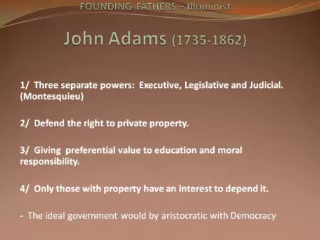 FOUNDING FATHERS – Illuminist
John Adams (1735-1862)
1/ Three separate powers: Executive, Legislative and Judicial.
(Montesquieu)
2/ Defend the right to private property.
3/ Giving preferential value to education and moral
responsibility.
4/ Only those with property have an interest to depend it.
- The ideal government would by aristocratic with Democracy